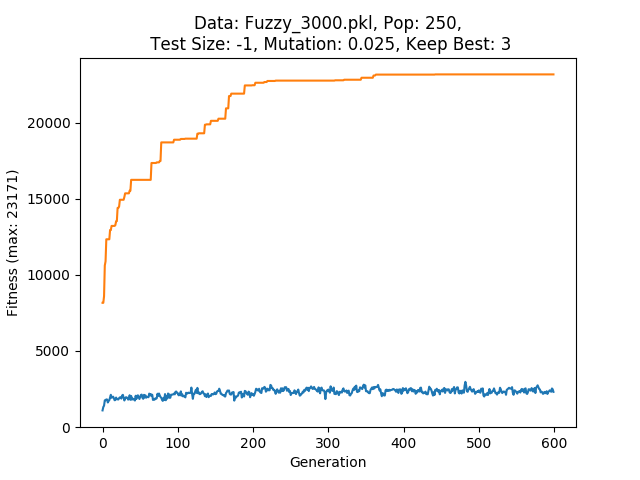 Data: Fuzzy_3000.pkl, Pop: 250,
Test Size: -1, Mutation: 0.025, Keep Best: 3
Fitness (max: 23171)
20000
15000
10000
5000
0
0 100 200 300 400 500 600
Generation